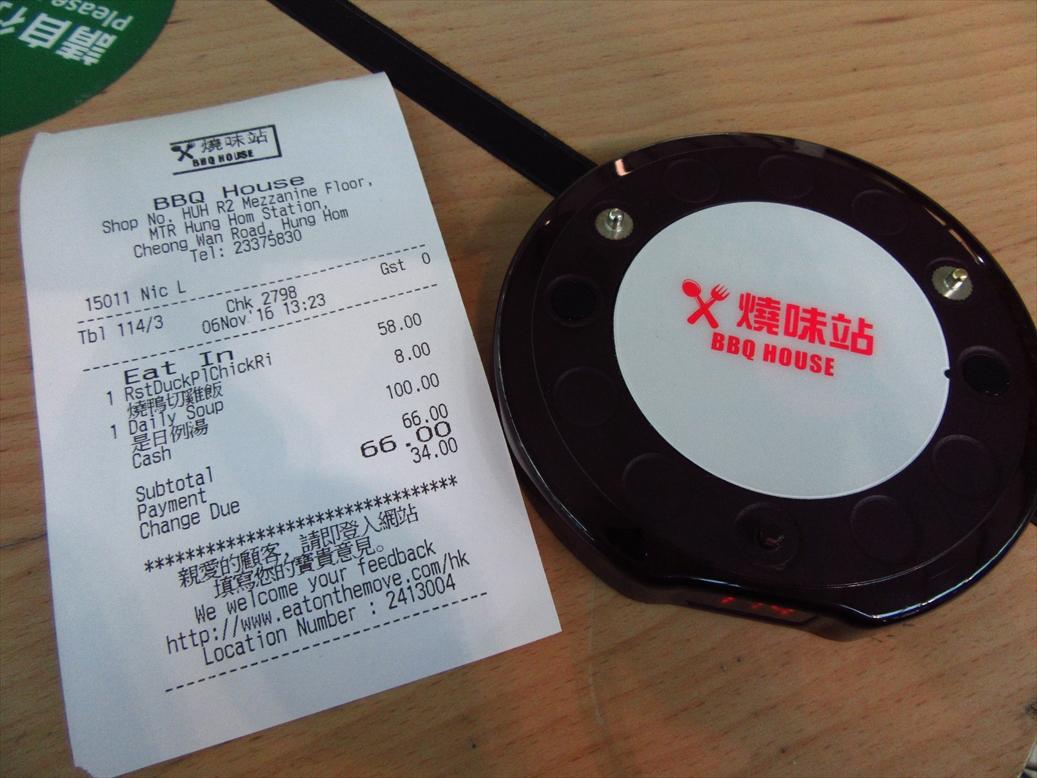 請自行
Please
燒味站
BBQ HOUSE
BBQ House
Shop No. HUH R2 Mezzanine Floor,
MTR Hung Hom Station,
Cheong Wan Road, Hung Hom
Tel: 23375830
15011 Nic L
Tbl 114/3 Chk 2798 Gst 0
06Nov'16 13:23
Eat In
1 RstDuckPlChickRi 58.00
燒鴨切雞飯
1 Daily Soup 8.00
是日例湯
Cash 100.00
Subtotal 66.00
Payment 66.00
Change Due 34.00
**********************************
親愛的顧客，請即登入網站
填寫您的寶貴意見。
We welcome your feedback
http://www.eatonthemove.com/hk
Location Number : 2413004
燒味站
BBQ HOUSE